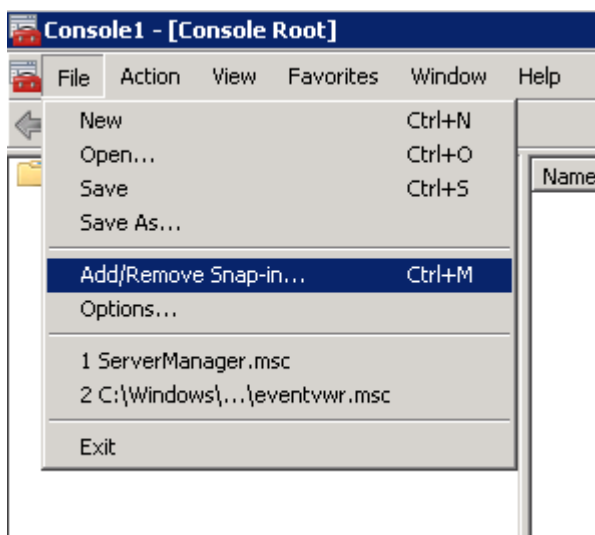 Console1 - [Console Root]
File Action View Favorites Window Help
New Ctrl+N
Open... Ctrl+O
Save Ctrl+S
Save As...
Name
Add/Remove Snap-in... Ctrl+M
Options...
1 ServerManager.msc
2 C:\Windows\...\eventvwr.msc
Exit